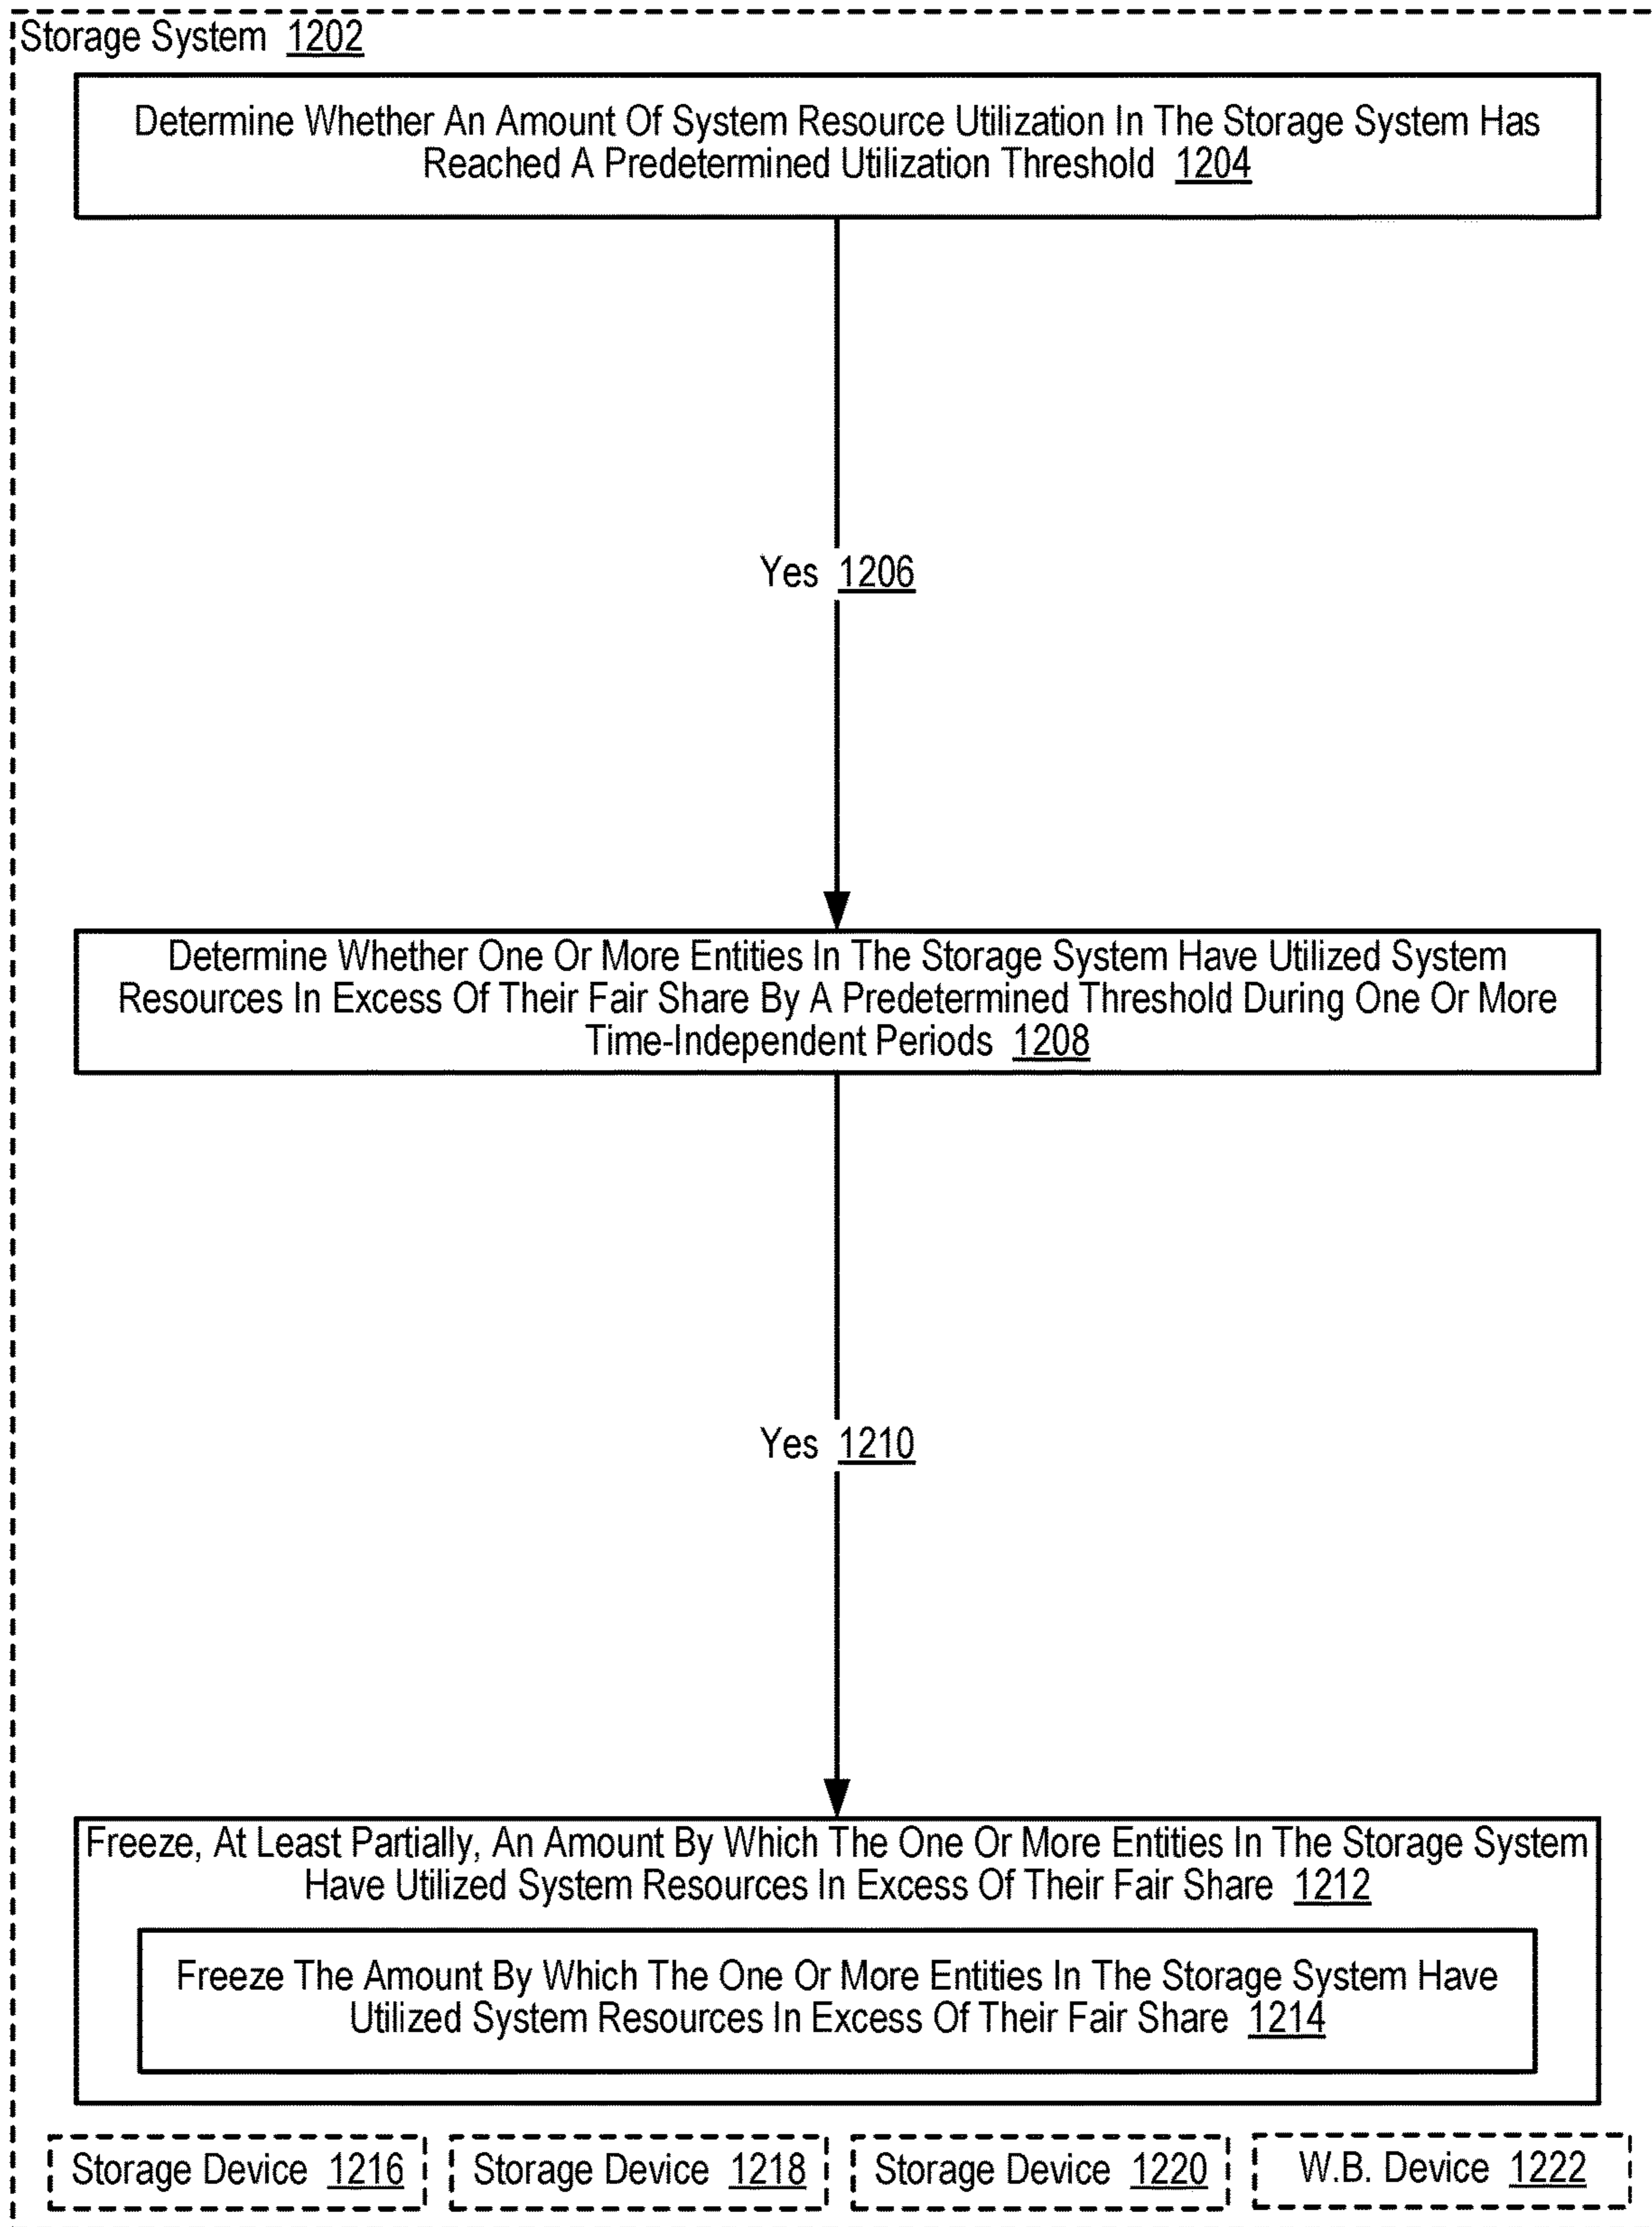 Storage System 1202
Determine Whether An Amount Of System Resource Utilization In The Storage System Has
Reached A Predetermined Utilization Threshold 1204
Yes 1206
Determine Whether One Or More Entities In The Storage System Have Utilized System
Resources In Excess Of Their Fair Share By A Predetermined Threshold During One Or More
Time-Independent Periods 1208
Yes 1210
Freeze, At Least Partially, An Amount By Which The One Or More Entities In The Storage System
Have Utilized System Resources In Excess Of Their Fair Share 1212
Freeze The Amount By Which The One Or More Entities In The Storage System Have
Utilized System Resources In Excess Of Their Fair Share 1214
Storage Device 1216
Storage Device 1218
Storage Device 1220
W.B. Device 1222